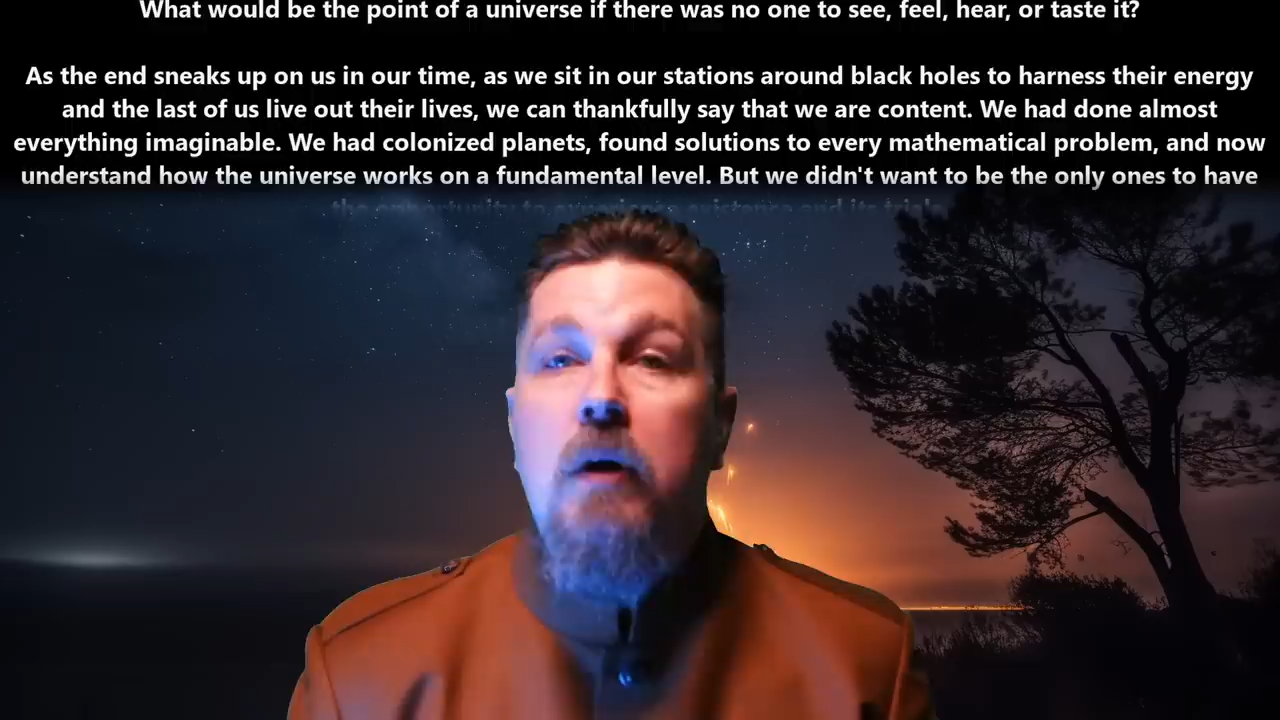 What would be the point of a universe if there was no one to see, feel, hear, or taste it?
As the end sneaks up on us in our time, as we sit in our stations around black holes to harness their energy
and the last of us live out their lives, we can thankfully say that we are content. We had done almost
everything imaginable. We had colonized planets, found solutions to every mathematical problem, and now
understand how the universe works on a fundamental level. But we didn't want to be the only ones to have